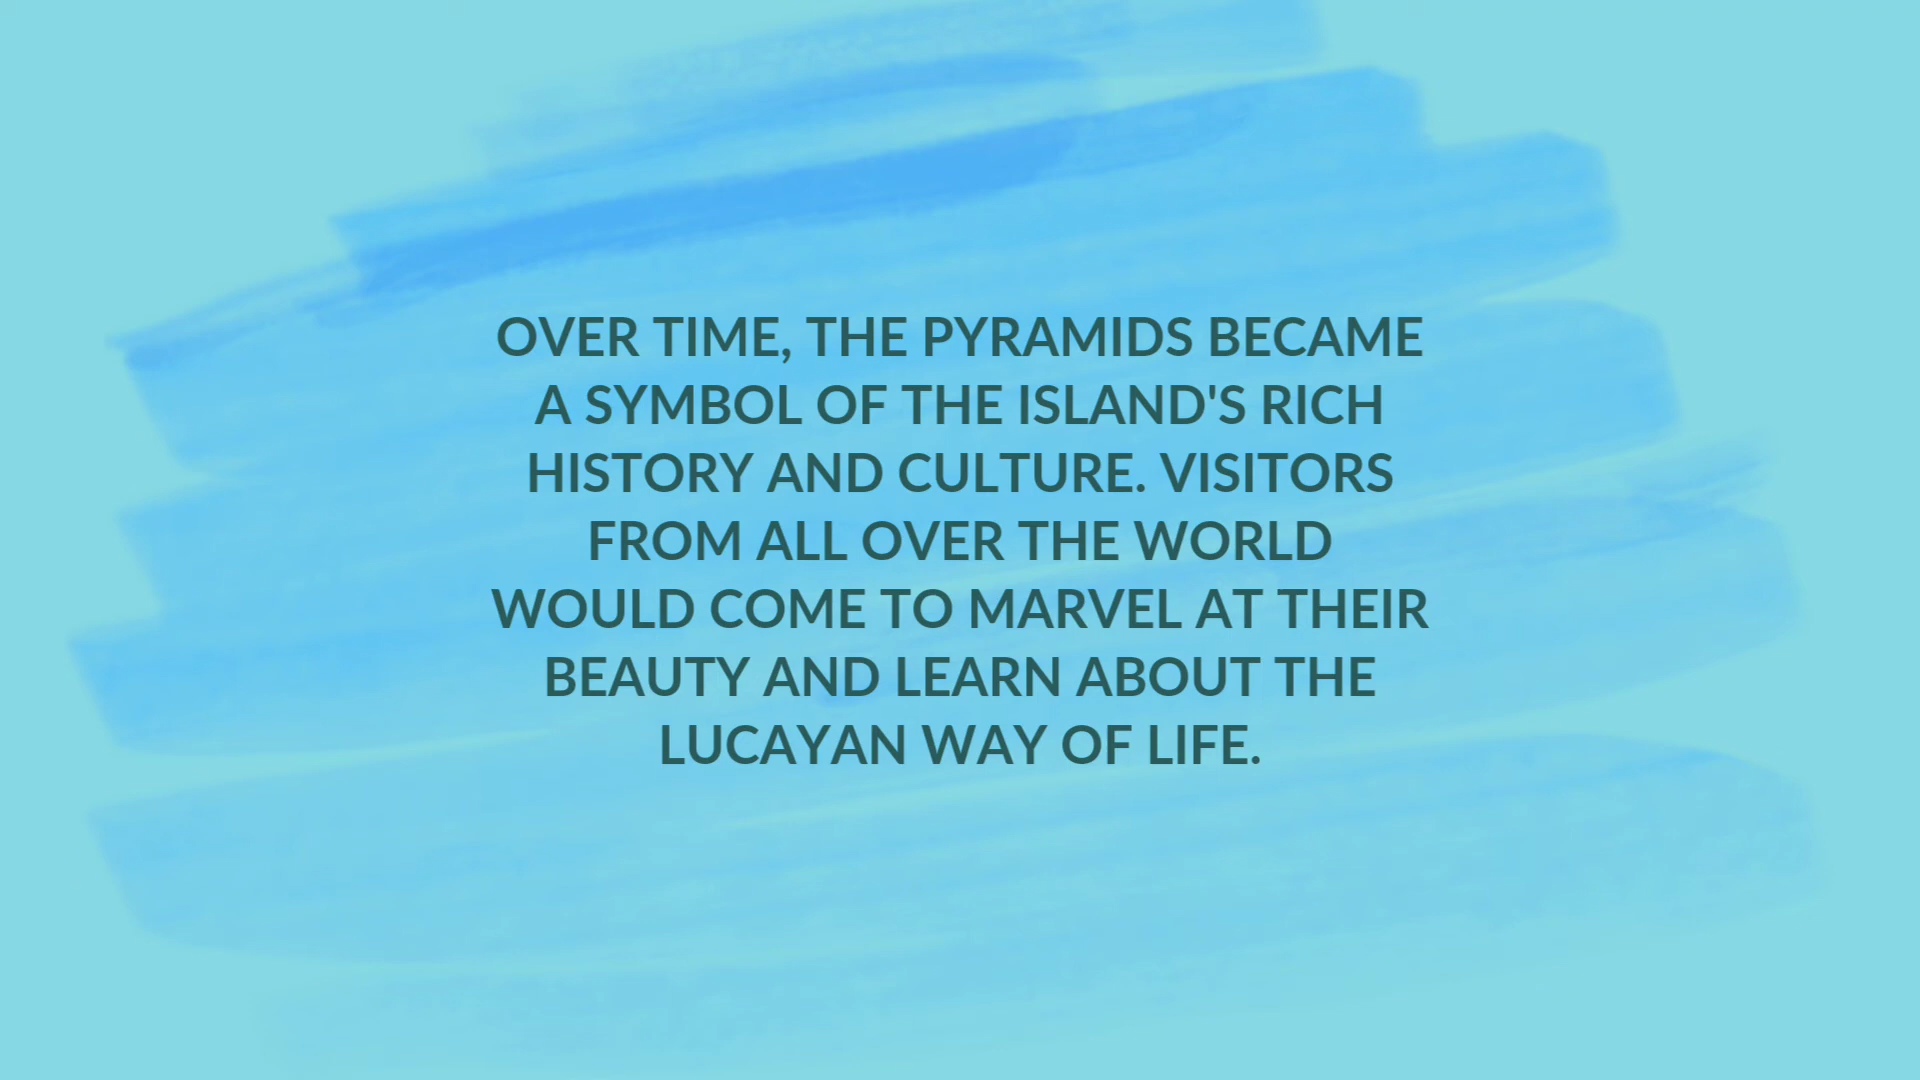 OVER TIME, THE PYRAMIDS BECAME
A SYMBOL OF THE ISLAND'S RICH
HISTORY AND CULTURE. VISITORS
FROM ALL OVER THE WORLD
WOULD COME TO MARVEL AT THEIR
BEAUTY AND LEARN ABOUT THE
LUCAYAN WAY OF LIFE.